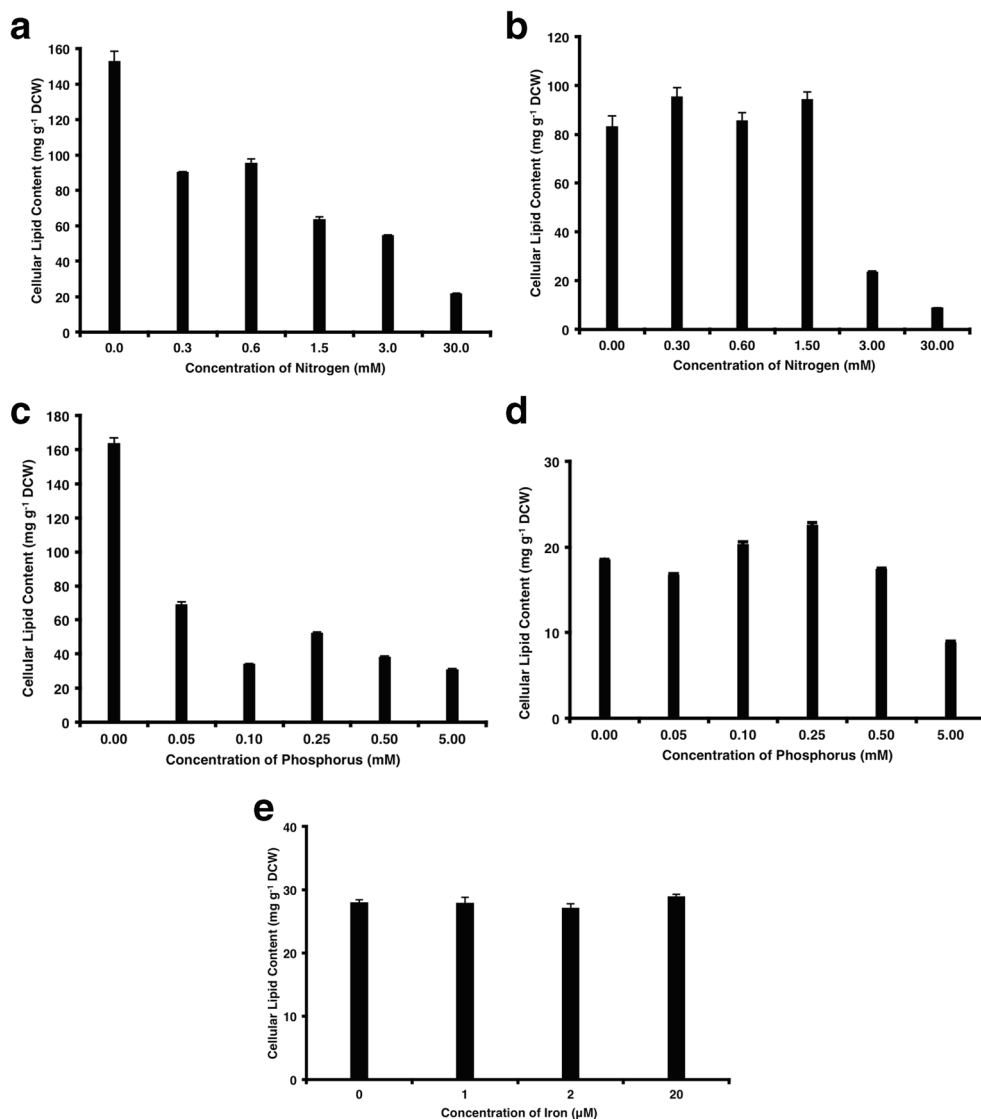 a
160
140
120
100
80
60
40
20
0
Cellular Lipid Content (mg g⁻¹ DCW)
0.0 0.3 0.6 1.5 3.0 30.0
Concentration of Nitrogen (mM)
b
120
100
80
60
40
20
0
Cellular Lipid Content (mg g⁻¹ DCW)
0.00 0.30 0.60 1.50 3.00 30.00
Concentration of Nitrogen (mM)
c
180
160
140
120
100
80
60
40
20
0
Cellular Lipid Content (mg g⁻¹ DCW)
0.00 0.05 0.10 0.25 0.50 5.00
Concentration of Phosphorus (mM)
d
30
20
10
0
Cellular Lipid Content (mg g⁻¹ DCW)
0.00 0.05 0.10 0.25 0.50 5.00
Concentration of Phosphorus (mM)
e
40
30
20
10
0
Cellular Lipid Content (mg g⁻¹ DCW)
0 1 2 20
Concentration of Iron (µM)